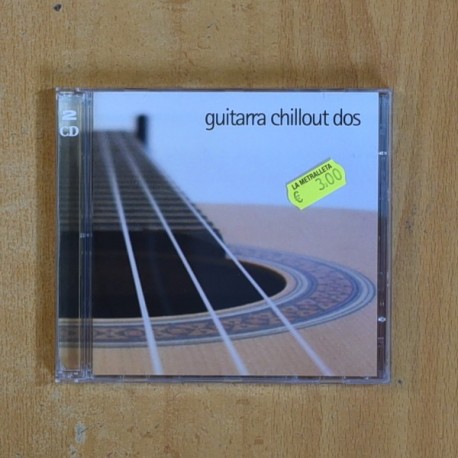 2
CD
guitarra chillout dos
LA METRALLETA
€ 3.00